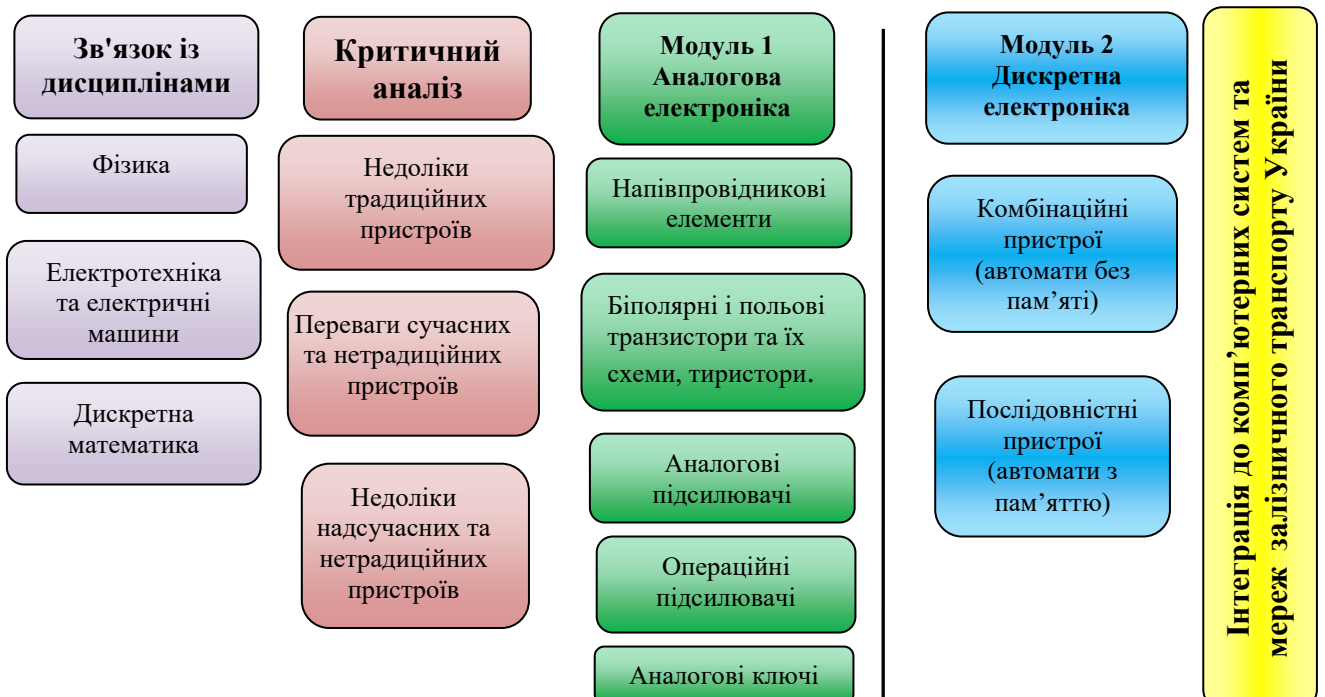 Зв'язок із
дисциплінами
Фізика
Електротехніка
та електричні
машини
Дискретна
математика
Критичний
аналіз
Недоліки
традиційних
пристроїв
Переваги сучасних
та нетрадиційних
пристроїв
Недоліки
надсучасних та
нетрадиційних
пристроїв
Модуль 1
Аналогова
електроніка
Напівпровідникові
елементи
Біполярні і польові
транзистори та їх
схеми, тиристори.
Аналогові
підсилювачі
Операційні
підсилювачі
Аналогові ключі
Модуль 2
Дискретна
електроніка
Комбінаційні
пристрої
(автомати без
пам’яті)
Послідовністні
пристрої
(автомати з
пам’яттю)
Інтеграція до комп’ютерних систем та
мереж залізничного транспорту України